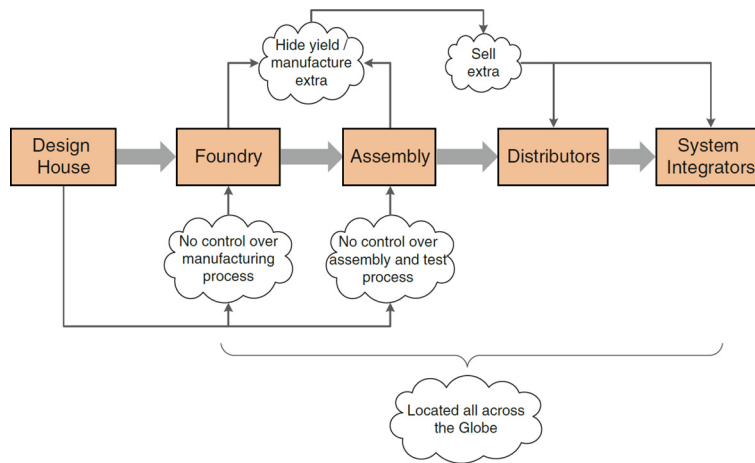 Hide yield /
manufacture
extra
Sell
extra
Design
House
Foundry
Assembly
Distributors
System
Integrators
No control over
manufacturing
process
No control over
assembly and test
process
Located all across
the Globe